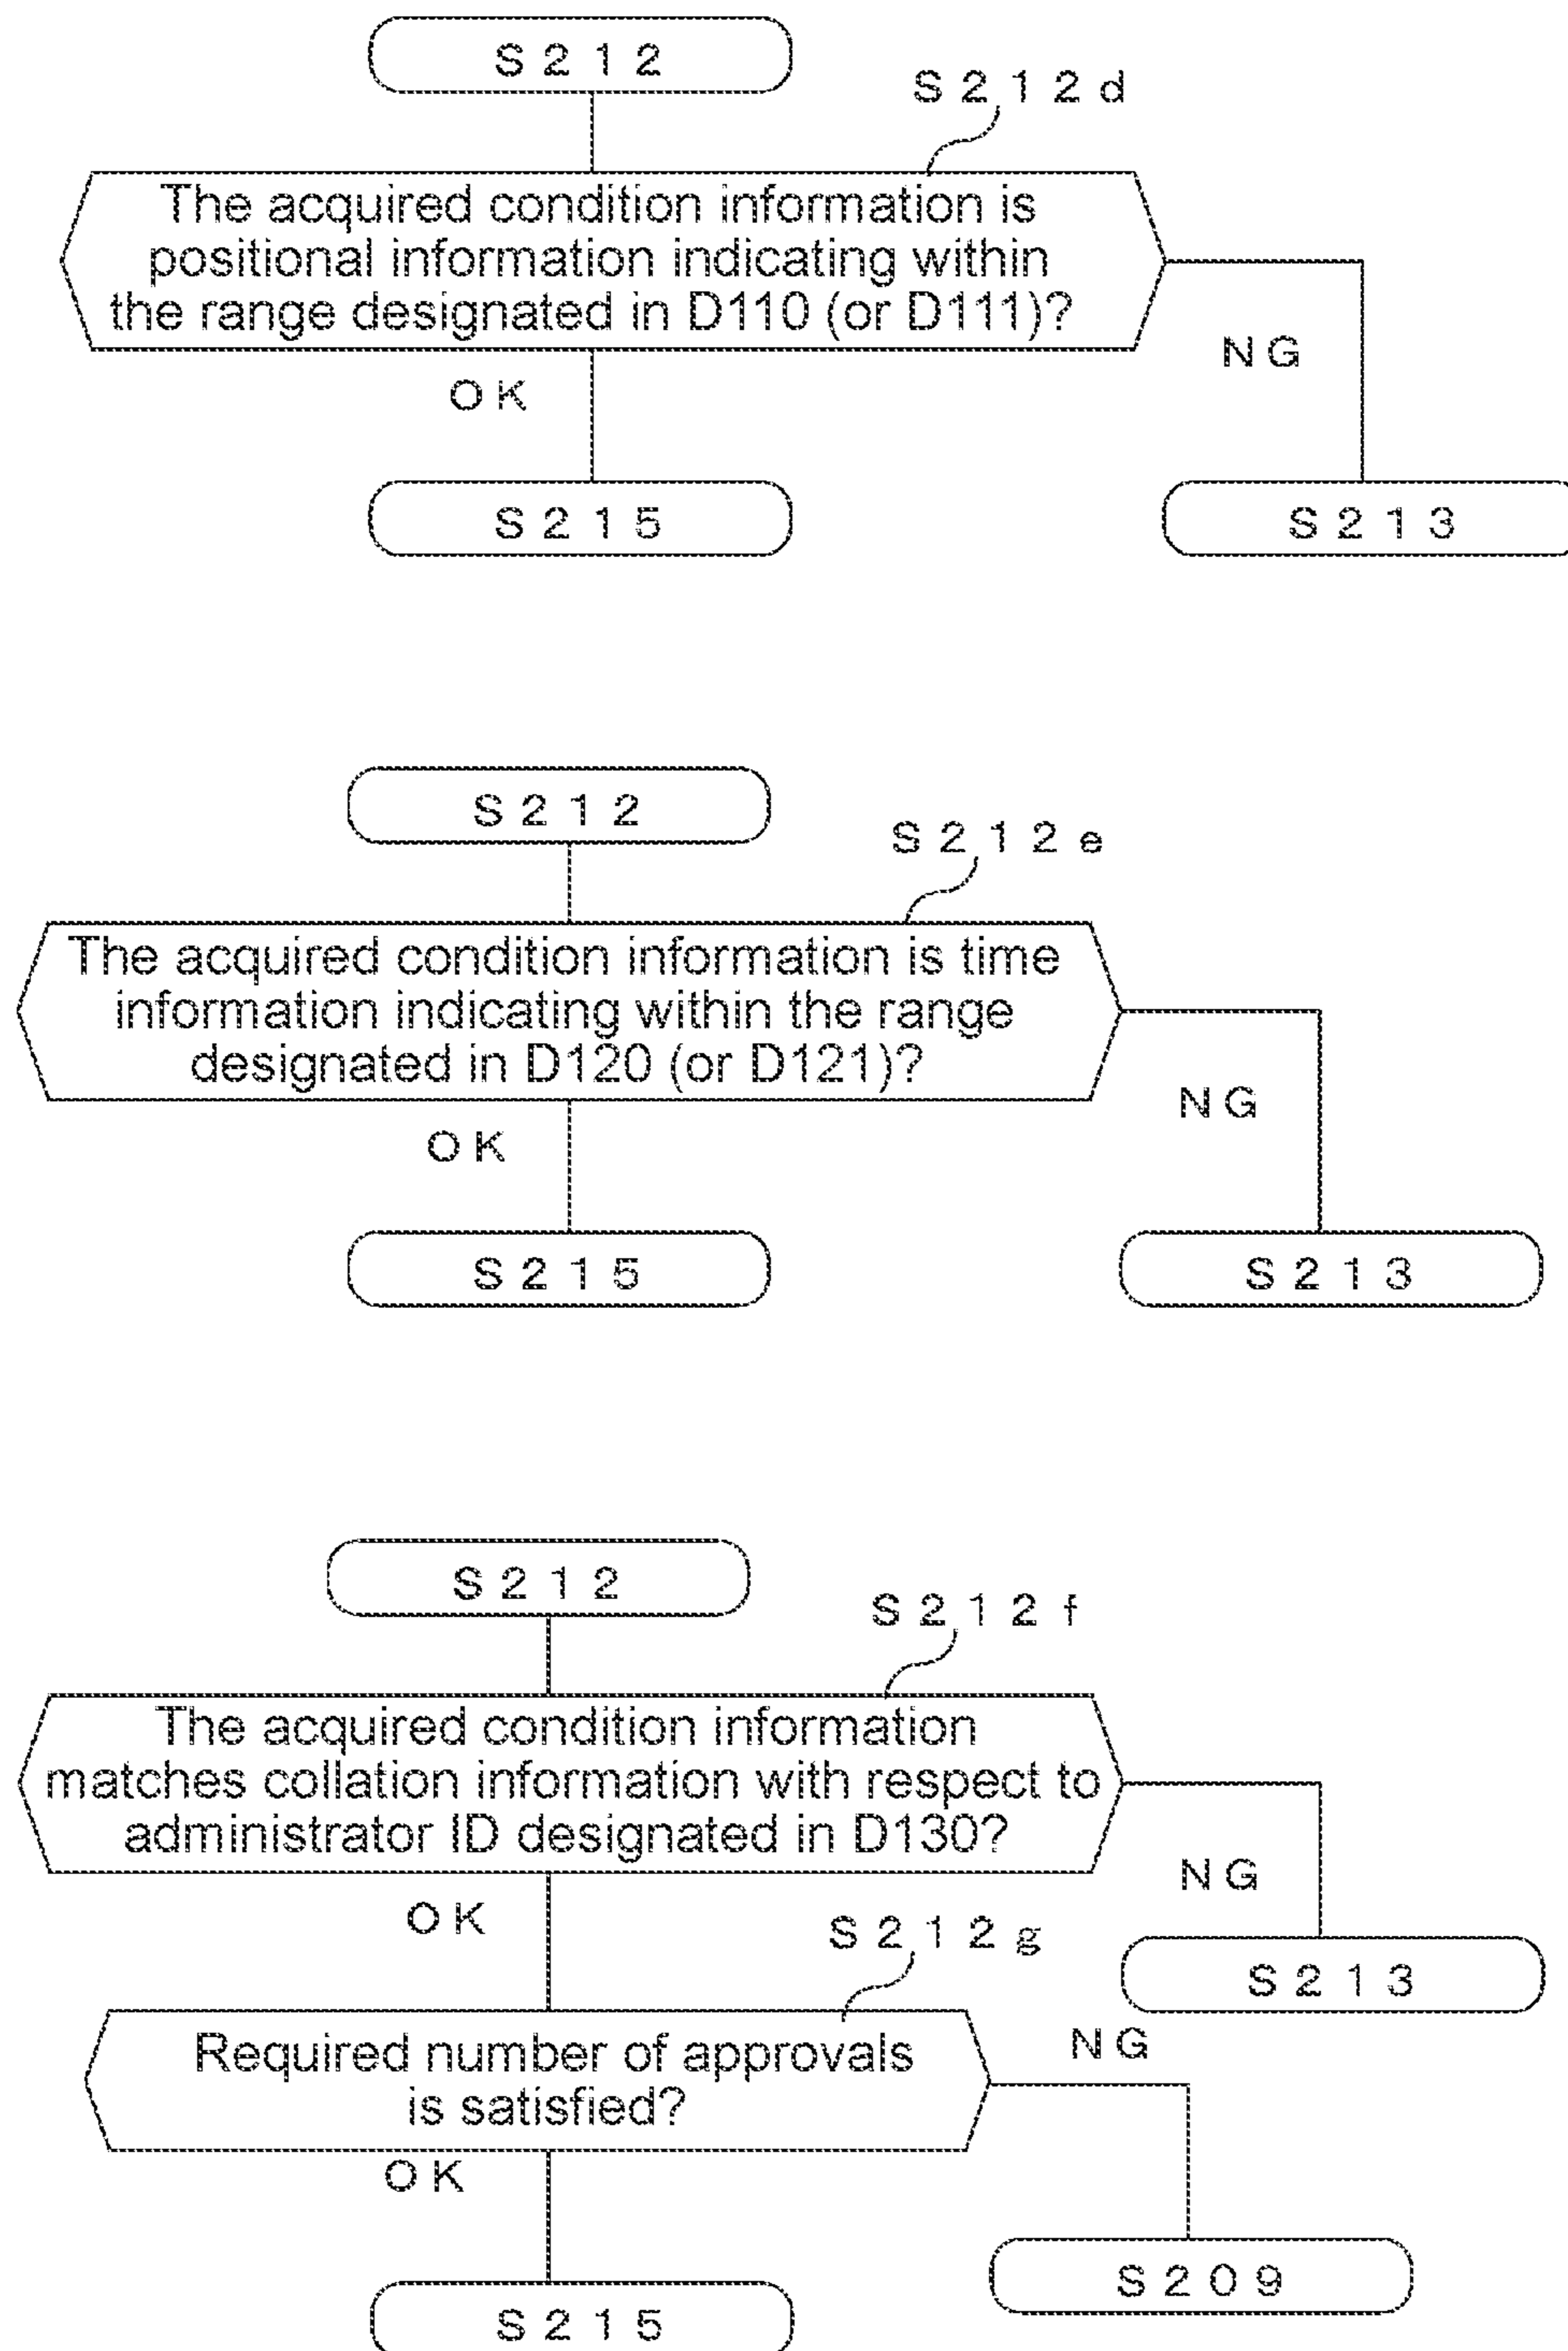 S212
S212d
The acquired condition information is
positional information indicating within
the range designated in D110 (or D111)?
NG
OK
S215
S213
S212
S212e
The acquired condition information is time
information indicating within the range
designated in D120 (or D121)?
NG
OK
S215
S213
S212
S212f
The acquired condition information
matches collation information with respect to
administrator ID designated in D130?
NG
OK
S212g
S213
Required number of approvals
is satisfied?
NG
OK
S209
S215